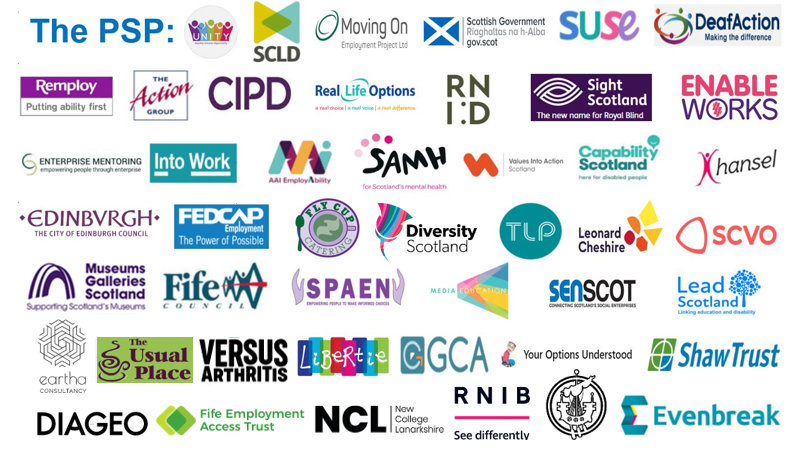 The PSP:
UNITY
SCLD
Moving On
Employment Project Ltd
Scottish Government
Riaghaltas na h-Alba
gov.scot
SUSE
DeafAction
Making the difference
Remploy
Putting ability first
THE
Action
GROUP
CIPD
Real Life Options
a real choice | a real voice | a real difference
RN
I:D
Sight
Scotland
The new name for Royal Blind
ENABLE
WORKS
ENTERPRISE MENTORING
empowering people through enterprise
Into Work
AAI EmployAbility
SAMH
for Scotland's mental health
Values Into Action
Scotland
Capability
Scotland
here for disabled people
hansel
EDINBVRGH
THE CITY OF EDINBURGH COUNCIL
FEDCAP
Employment
The Power of Possible
FLY CUP
CATERING
Diversity
Scotland
TLP
Leonard
Cheshire
SCVO
Museums
Galleries
Scotland
Supporting Scotland's Museums
Fife
COUNCIL
SPAEN
EMPOWERING PEOPLE TO MAKE INFORMED CHOICES
MEDIA EDUCATION
SENSCOT
CONNECTING SCOTLAND'S SOCIAL ENTERPRISES
Lead
Scotland
Linking education and disability
eartha
CONSULTANCY
The
Usual
Place
VERSUS
ARTHRITIS
LiBeRtie
GCA
Your Options Understood
Shaw Trust
DIAGEO
Fife Employment
Access Trust
NCL
New
College
Lanarkshire
RNIB
See differently
Evenbreak